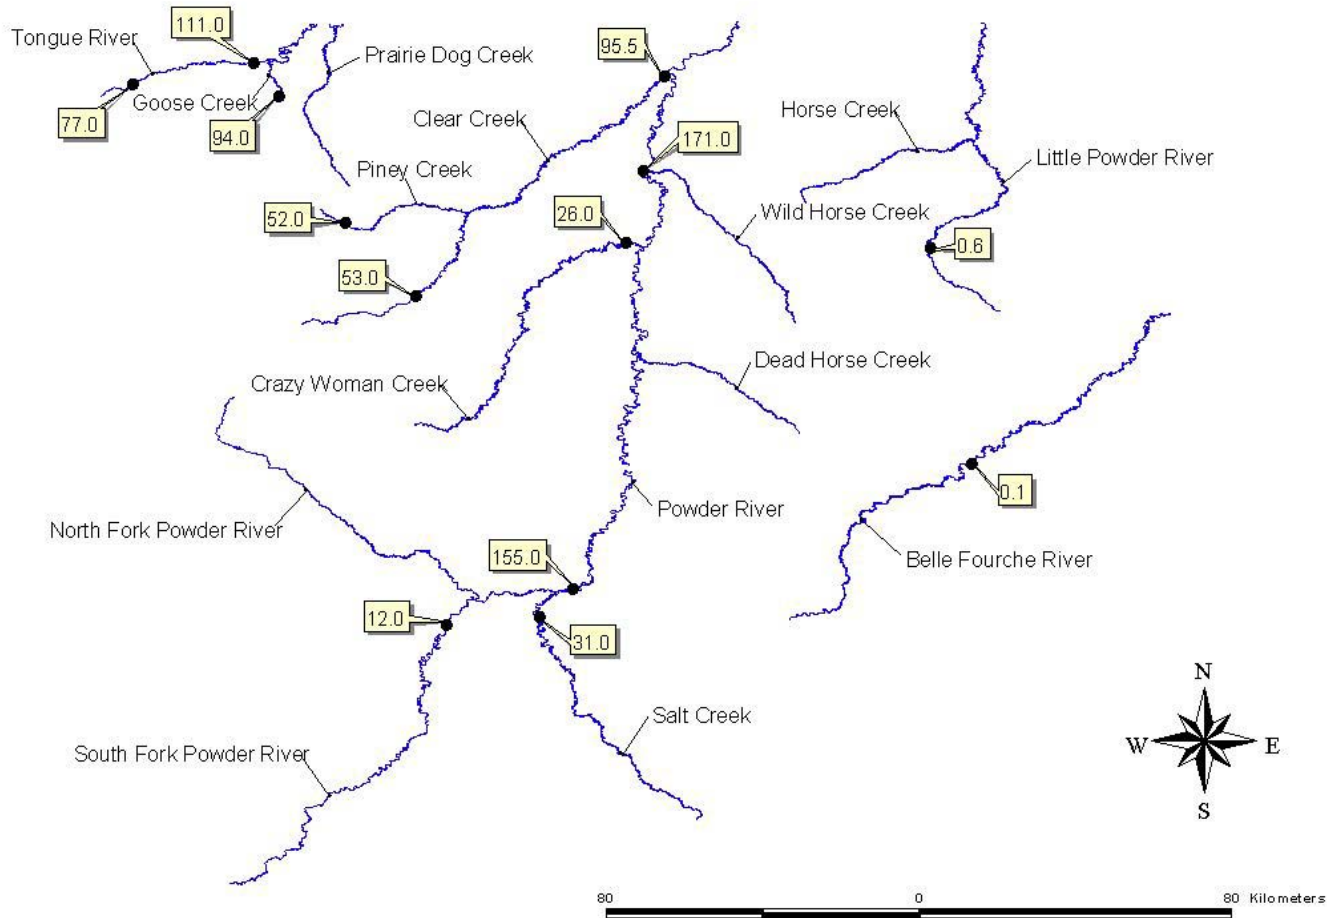 111.0
Tongue River
95.5
Prairie Dog Creek
Goose Creek
77.0
94.0
Clear Creek
Horse Creek
171.0
Little Powder River
Piney Creek
52.0
26.0
Wild Horse Creek
0.6
53.0
Dead Horse Creek
Crazy Woman Creek
0.1
Powder River
North Fork Powder River
155.0
Belle Fourche River
12.0
31.0
N
Salt Creek
W E
South Fork Powder River
S
80 0 80 Kilometers